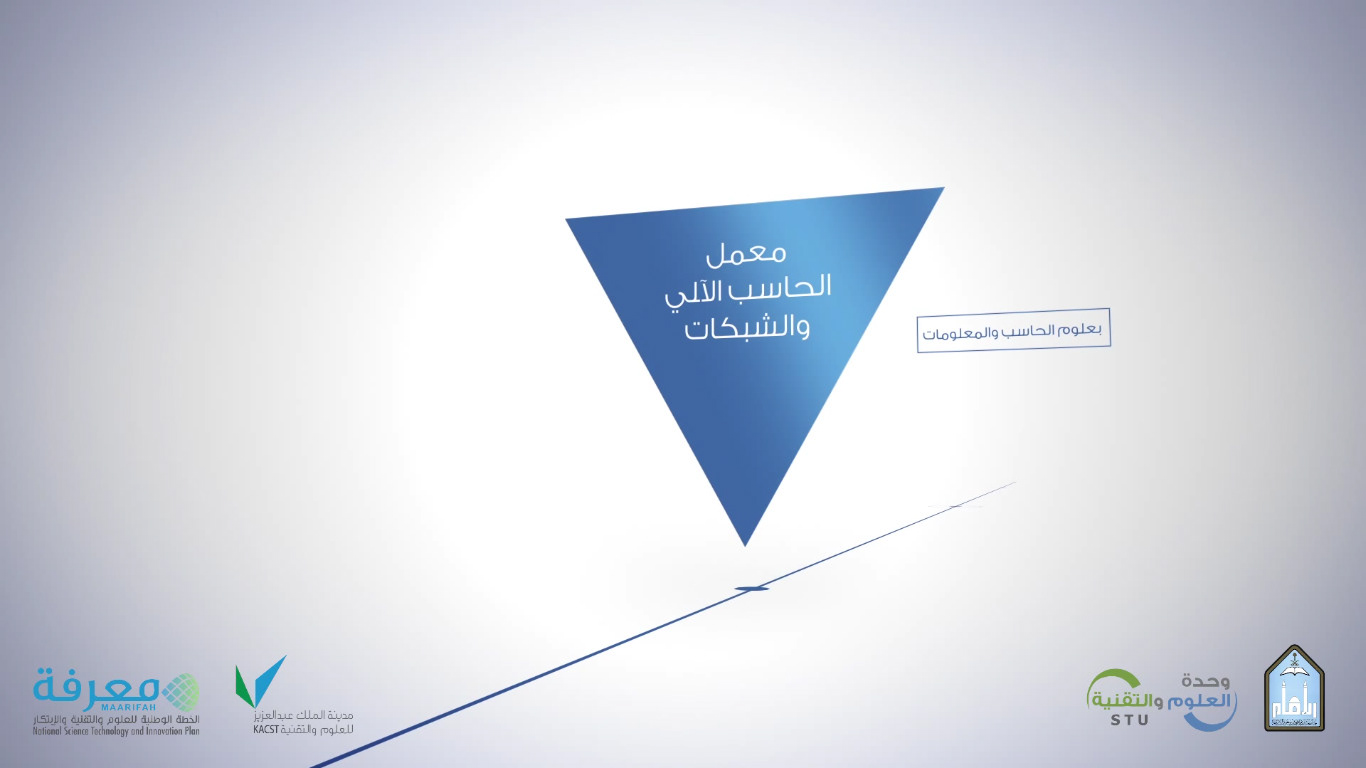 معمل
الحاسب الآلي
والشبكات
بعلوم الحاسب والمعلومات
معرفة
MAARIFAH
الخطة الوطنية للعلوم والتقنية والابتكار
National Science Technology and Innovation Plan
مدينة الملك عبدالعزيز
للعلوم والتقنية KACST
وحدة
العلوم والتقنية
STU